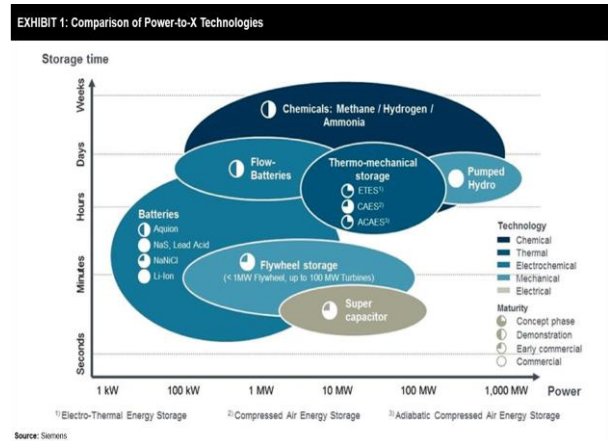 EXHIBIT 1: Comparison of Power-to-X Technologies
Storage time
Weeks
Days
Hours
Minutes
Seconds
Chemicals: Methane / Hydrogen /
Ammonia
Flow-
Batteries
Thermo-mechanical
storage
ETES1)
CAES2)
ACAES3)
Pumped
Hydro
Batteries
Aquion
NaS, Lead Acid
NaNiCl
Li-Ion
Flywheel storage
(< 1MW Flywheel, up to 100 MW Turbines)
Super
capacitor
Technology
Chemical
Thermal
Electrochemical
Mechanical
Electrical
Maturity
Concept phase
Demonstration
Early commercial
Commercial
1 kW 100 kW 1 MW 10 MW 100 MW 1,000 MW Power
1) Electro-Thermal Energy Storage 2) Compressed Air Energy Storage 3) Adiabatic Compressed Air Energy Storage
Source: Siemens